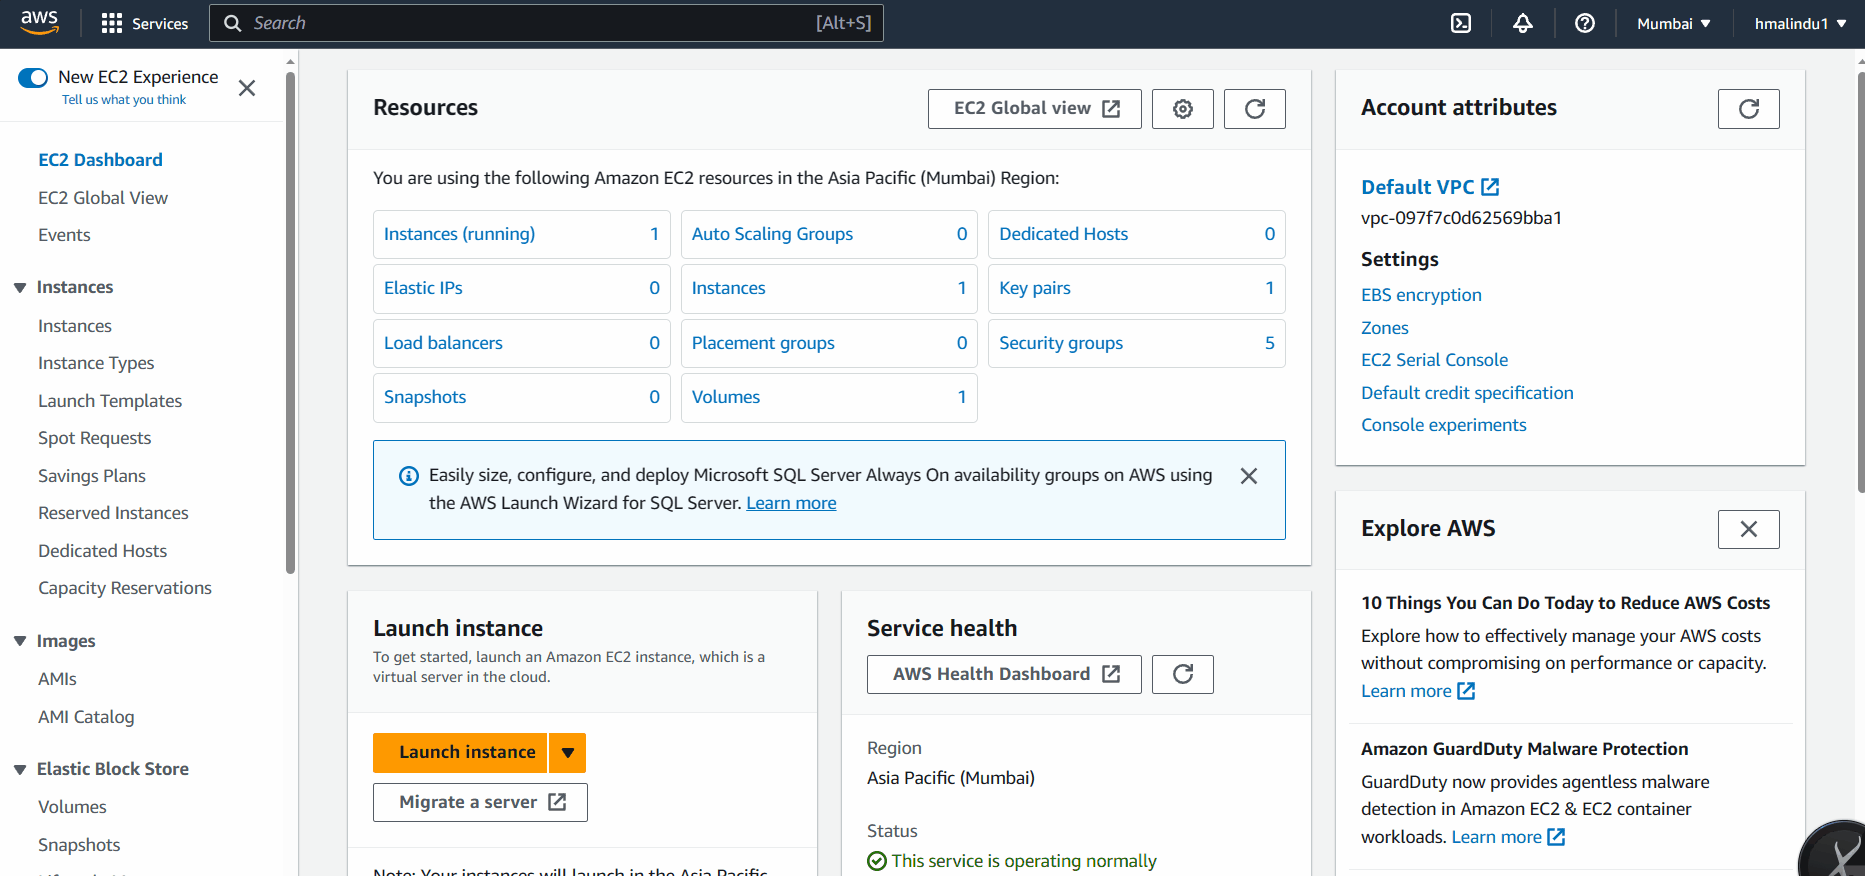 aws
Services
Search
[Alt+S]
Mumbai
hmalindu1
New EC2 Experience
Tell us what you think
EC2 Dashboard
EC2 Global View
Events
Instances
Instances
Instance Types
Launch Templates
Spot Requests
Savings Plans
Reserved Instances
Dedicated Hosts
Capacity Reservations
Images
AMIs
AMI Catalog
Elastic Block Store
Volumes
Snapshots
Resources
EC2 Global view
You are using the following Amazon EC2 resources in the Asia Pacific (Mumbai) Region:
Instances (running) 1
Auto Scaling Groups 0
Dedicated Hosts 0
Elastic IPs 0
Instances 1
Key pairs 1
Load balancers 0
Placement groups 0
Security groups 5
Snapshots 0
Volumes 1
Easily size, configure, and deploy Microsoft SQL Server Always On availability groups on AWS using
the AWS Launch Wizard for SQL Server. Learn more
Launch instance
To get started, launch an Amazon EC2 instance, which is a
virtual server in the cloud.
Launch instance
Migrate a server
Note: Your instances will launch in the Asia Pacific
Service health
AWS Health Dashboard
Region
Asia Pacific (Mumbai)
Status
This service is operating normally
Account attributes
Default VPC
vpc-097f7c0d62569bba1
Settings
EBS encryption
Zones
EC2 Serial Console
Default credit specification
Console experiments
Explore AWS
10 Things You Can Do Today to Reduce AWS Costs
Explore how to effectively manage your AWS costs
without compromising on performance or capacity.
Learn more
Amazon GuardDuty Malware Protection
GuardDuty now provides agentless malware
detection in Amazon EC2 & EC2 container
workloads. Learn more